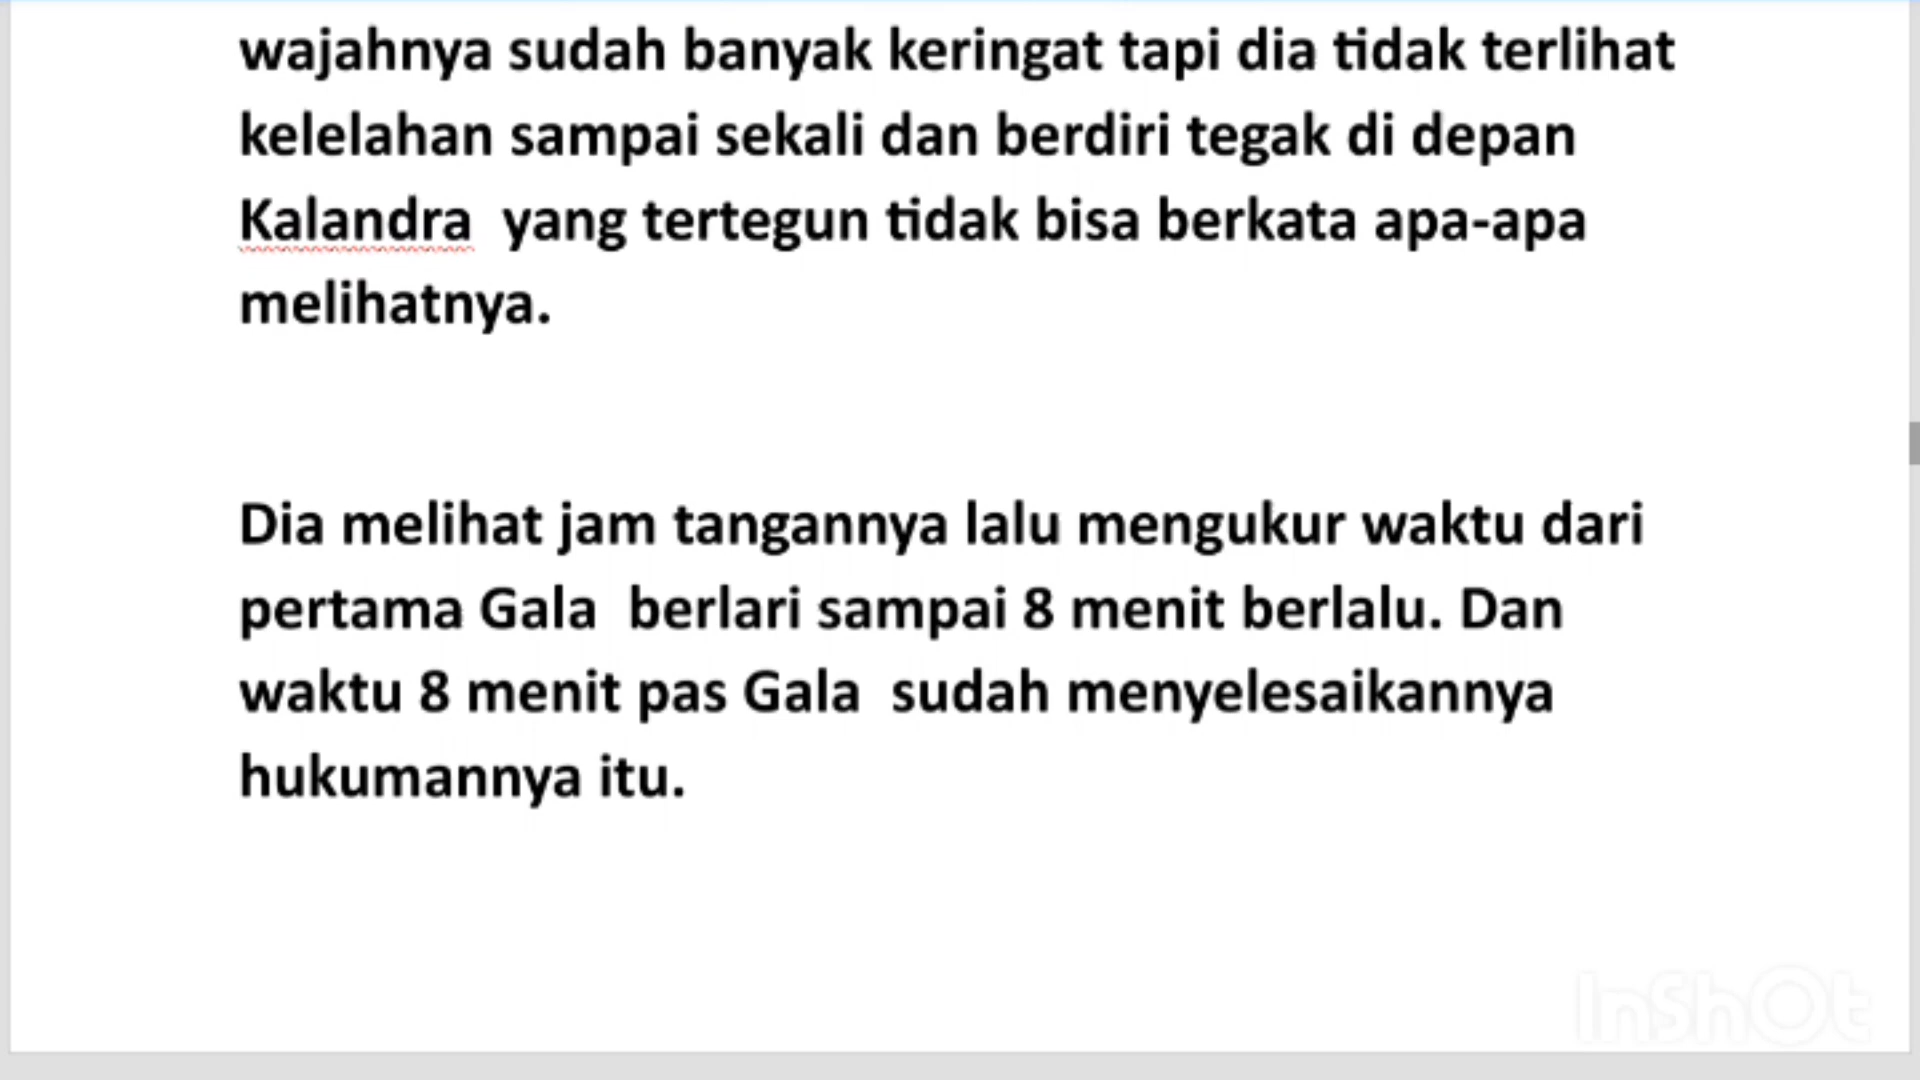 wajahnya sudah banyak keringat tapi dia tidak terlihat
kelelahan sampai sekali dan berdiri tegak di depan
Kalandra  yang tertegun tidak bisa berkata apa-apa
melihatnya.
Dia melihat jam tangannya lalu mengukur waktu dari
pertama Gala  berlari sampai 8 menit berlalu. Dan
waktu 8 menit pas Gala  sudah menyelesaikannya
hukumannya itu.
InShOt